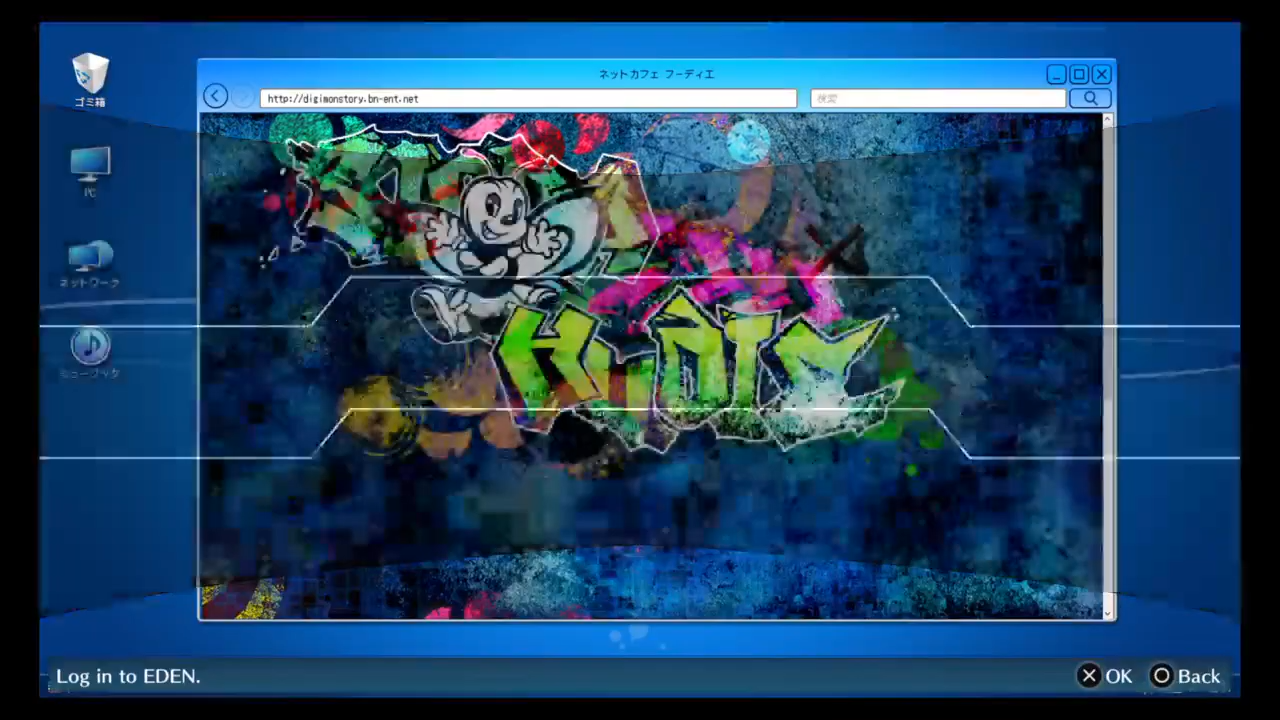 ネットカフェ フーディエ
http://digimonstory.bn-ent.net
検索
ゴミ箱
PC
ネットワーク
ミュージック
Log in to EDEN.
OK
Back